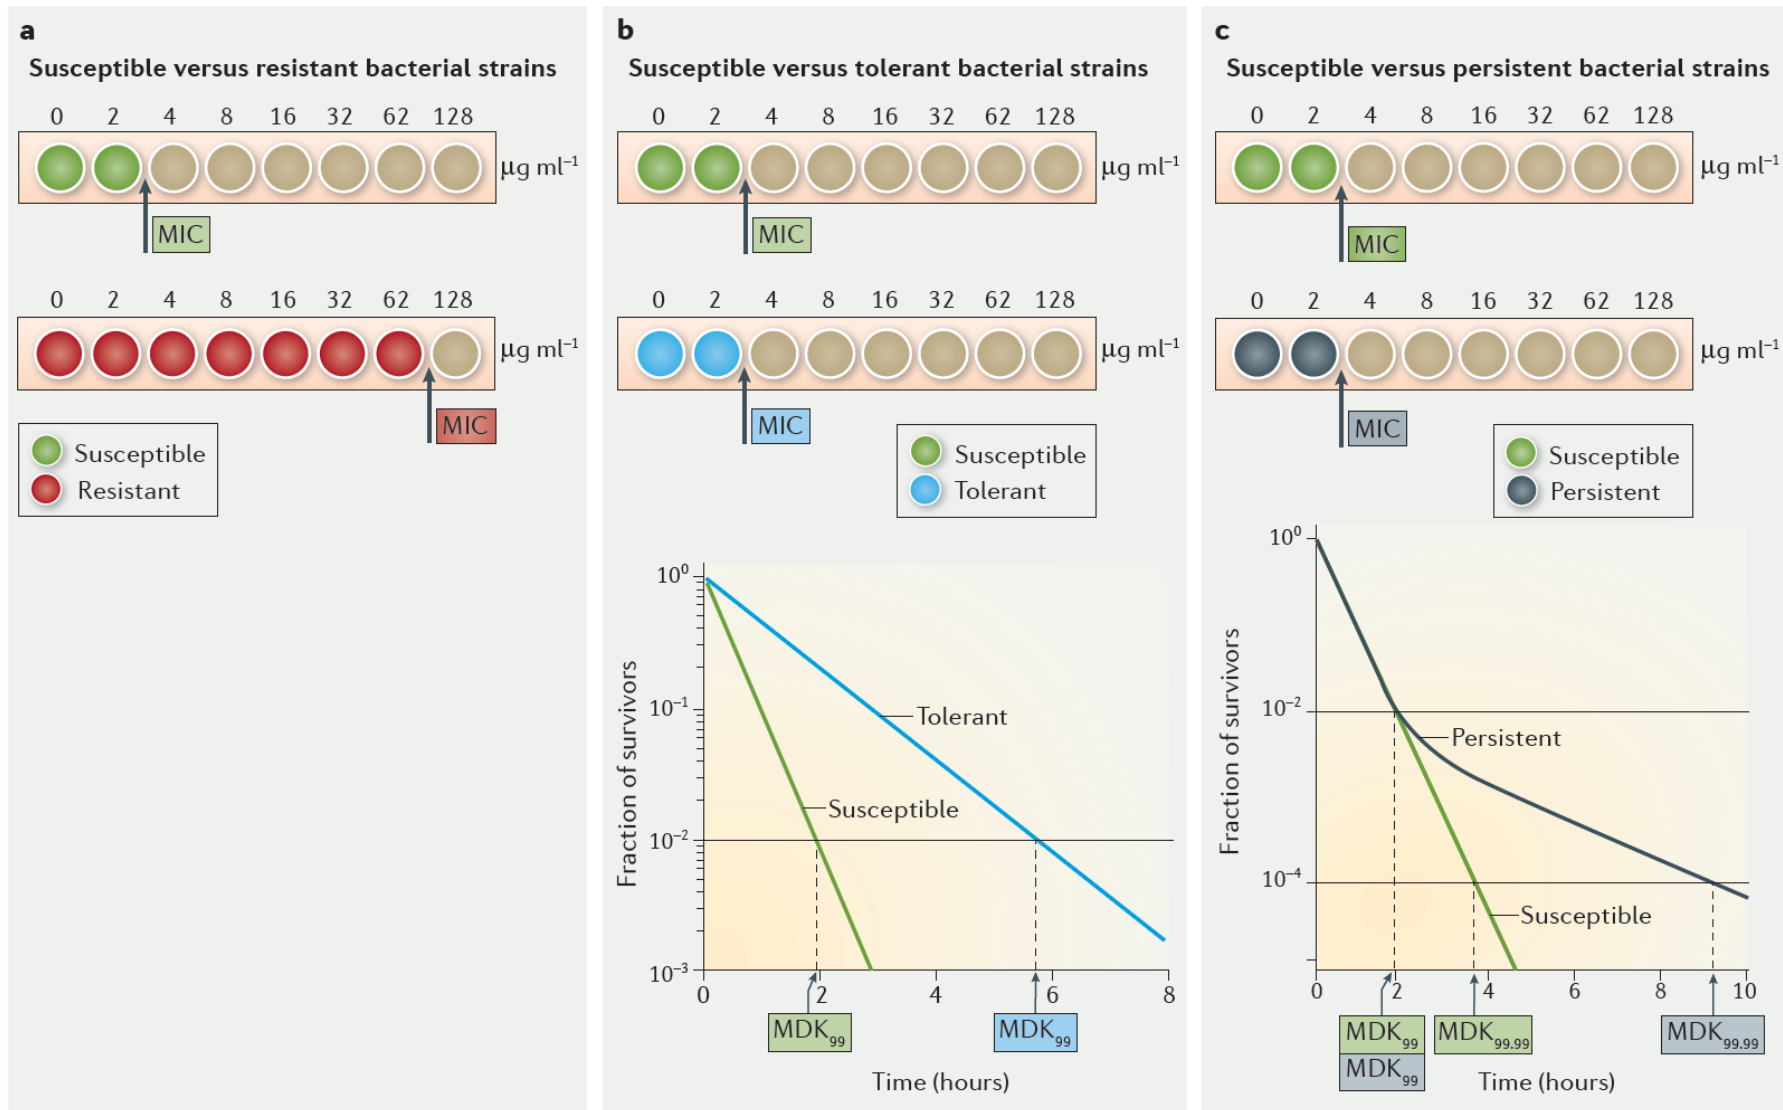 a
Susceptible versus resistant bacterial strains
0 2 4 8 16 32 62 128
µg ml⁻¹
MIC
0 2 4 8 16 32 62 128
µg ml⁻¹
MIC
Susceptible
Resistant
b
Susceptible versus tolerant bacterial strains
0 2 4 8 16 32 62 128
µg ml⁻¹
MIC
0 2 4 8 16 32 62 128
µg ml⁻¹
MIC
Susceptible
Tolerant
Fraction of survivors
10⁰
10⁻¹
10⁻²
10⁻³
Tolerant
Susceptible
0 2 4 6 8
MDK₉₉ MDK₉₉
Time (hours)
c
Susceptible versus persistent bacterial strains
0 2 4 8 16 32 62 128
µg ml⁻¹
MIC
0 2 4 8 16 32 62 128
µg ml⁻¹
MIC
Susceptible
Persistent
Fraction of survivors
10⁰
10⁻²
10⁻⁴
Persistent
Susceptible
0 2 4 6 8 10
MDK₉₉ MDK₉₉.₉₉ MDK₉₉.₉₉
MDK₉₉
Time (hours)